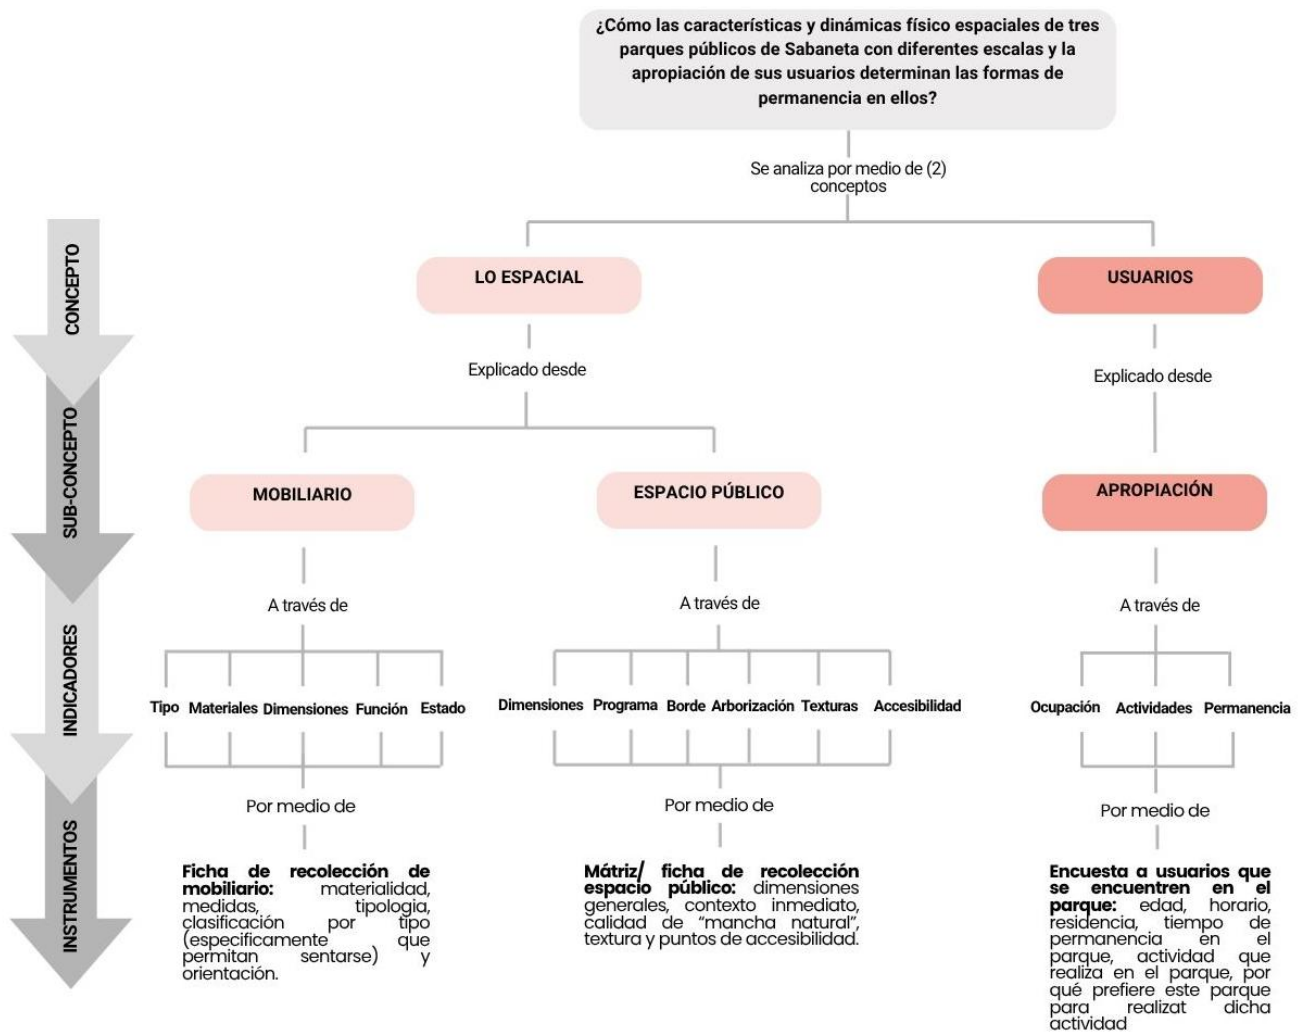 ¿Cómo las características y dinámicas físico espaciales de tres
parques públicos de Sabaneta con diferentes escalas y la
apropiación de sus usuarios determinan las formas de
permanencia en ellos?
Se analiza por medio de (2)
conceptos
CONCEPTO
LO ESPACIAL
USUARIOS
Explicado desde
Explicado desde
SUB-CONCEPTO
MOBILIARIO
ESPACIO PÚBLICO
APROPIACIÓN
A través de
A través de
A través de
INDICADORES
Tipo Materiales Dimensiones Función Estado
Dimensiones Programa Borde Arborización Texturas Accesibilidad
Ocupación Actividades Permanencia
Por medio de
Por medio de
Por medio de
INSTRUMENTOS
Ficha de recolección de
mobiliario: materialidad,
medidas, tipologia,
clasificación por tipo
(especificamente que
permitan sentarse) y
orientación.
Mátriz/ ficha de recolección
espacio público: dimensiones
generales, contexto inmediato,
calidad de “mancha natural”,
textura y puntos de accesibilidad.
Encuesta a usuarios que
se encuentren en el
parque: edad, horario,
residencia, tiempo de
permanencia en el
parque, actividad que
realiza en el parque, por
qué prefiere este parque
para realizat dicha
actividad